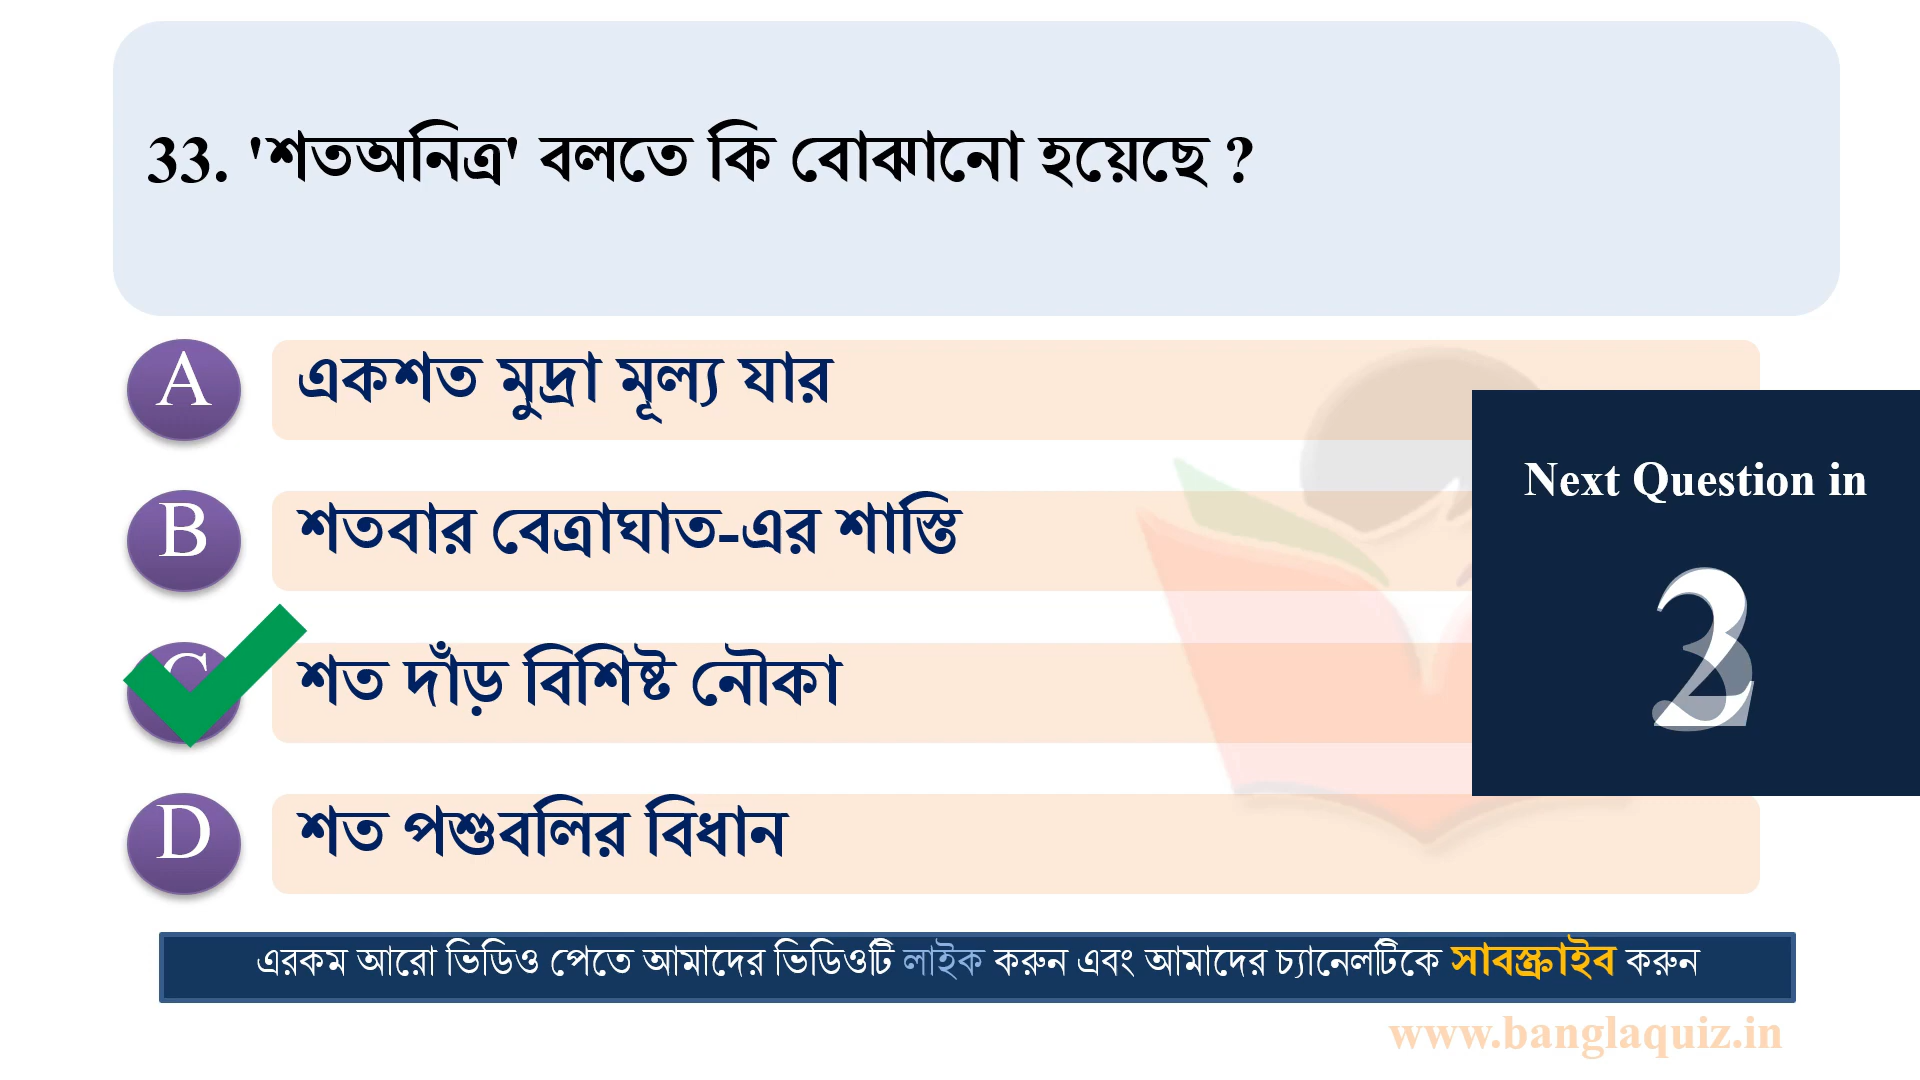 33. 'শতঅনিত্র' বলতে কি বোঝানো হয়েছে ?
A একশত মুদ্রা মূল্য যার
B শতবার বেত্রাঘাত-এর শাস্তি
C শত দাঁড় বিশিষ্ট নৌকা
D শত পশুবলির বিধান
Next Question in
2
এরকম আরো ভিডিও পেতে আমাদের ভিডিওটি লাইক করুন এবং আমাদের চ্যানেলটিকে সাবস্ক্রাইব করুন
www.banglaquiz.in